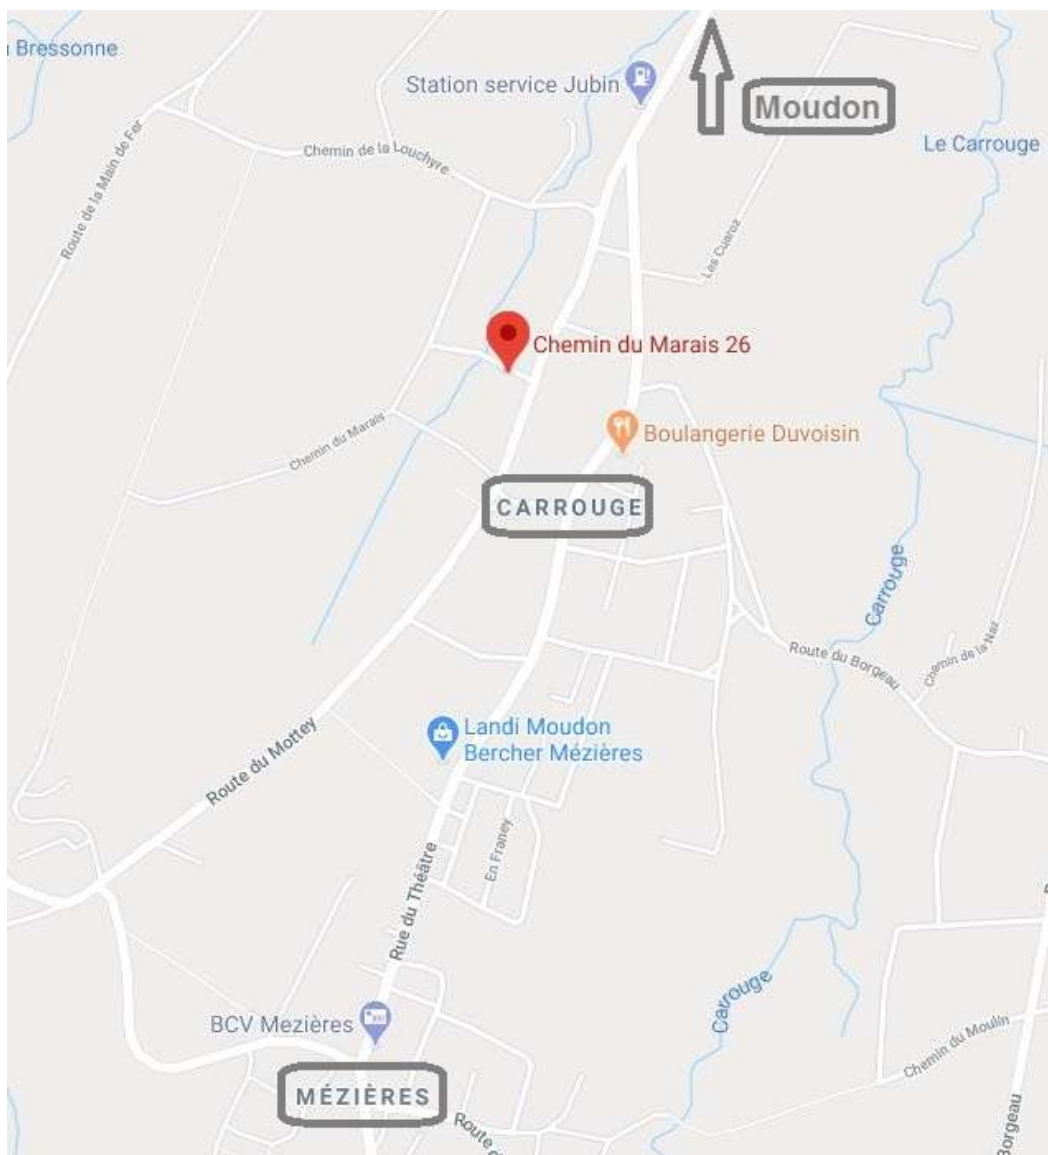 Bressonne
Station service Jubin
Moudon
Route de la Main de Fer
Chemin de la Louchyre
Le Carrouge
Les Cuaroz
Chemin du Marais 26
Chemin du Marais
Boulangerie Duvoisin
CARROUGE
Carrouge
Route du Borgeau
Chemin de la Naz
Route du Mottey
Landi Moudon
Bercher Mézières
En Franey
Rue du Théâtre
Carrouge
BCV Mezières
Chemin du Moulin
MÉZIÈRES
Route
Borgeau